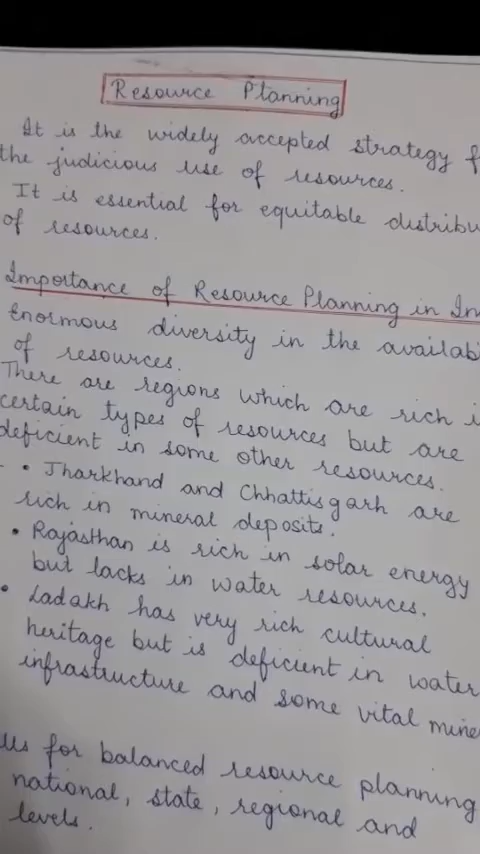 Resource Planning
It is the widely accepted strategy f
the judicious use of resources.
It is essential for equitable distribu
of resources.
Importance of Resource Planning in In
Enormous diversity in the availab
of resources.
There are regions which are rich i
certain types of resources but are
deficient in some other resources.
- • Jharkhand and Chhattisgarh are
rich in mineral deposits.
• Rajasthan is rich in solar energy
but lacks in water resources.
• Ladakh has very rich cultural
heritage but is deficient in water
infrastructure and some vital mine
us for balanced resource planning
national, state, regional and
levels.